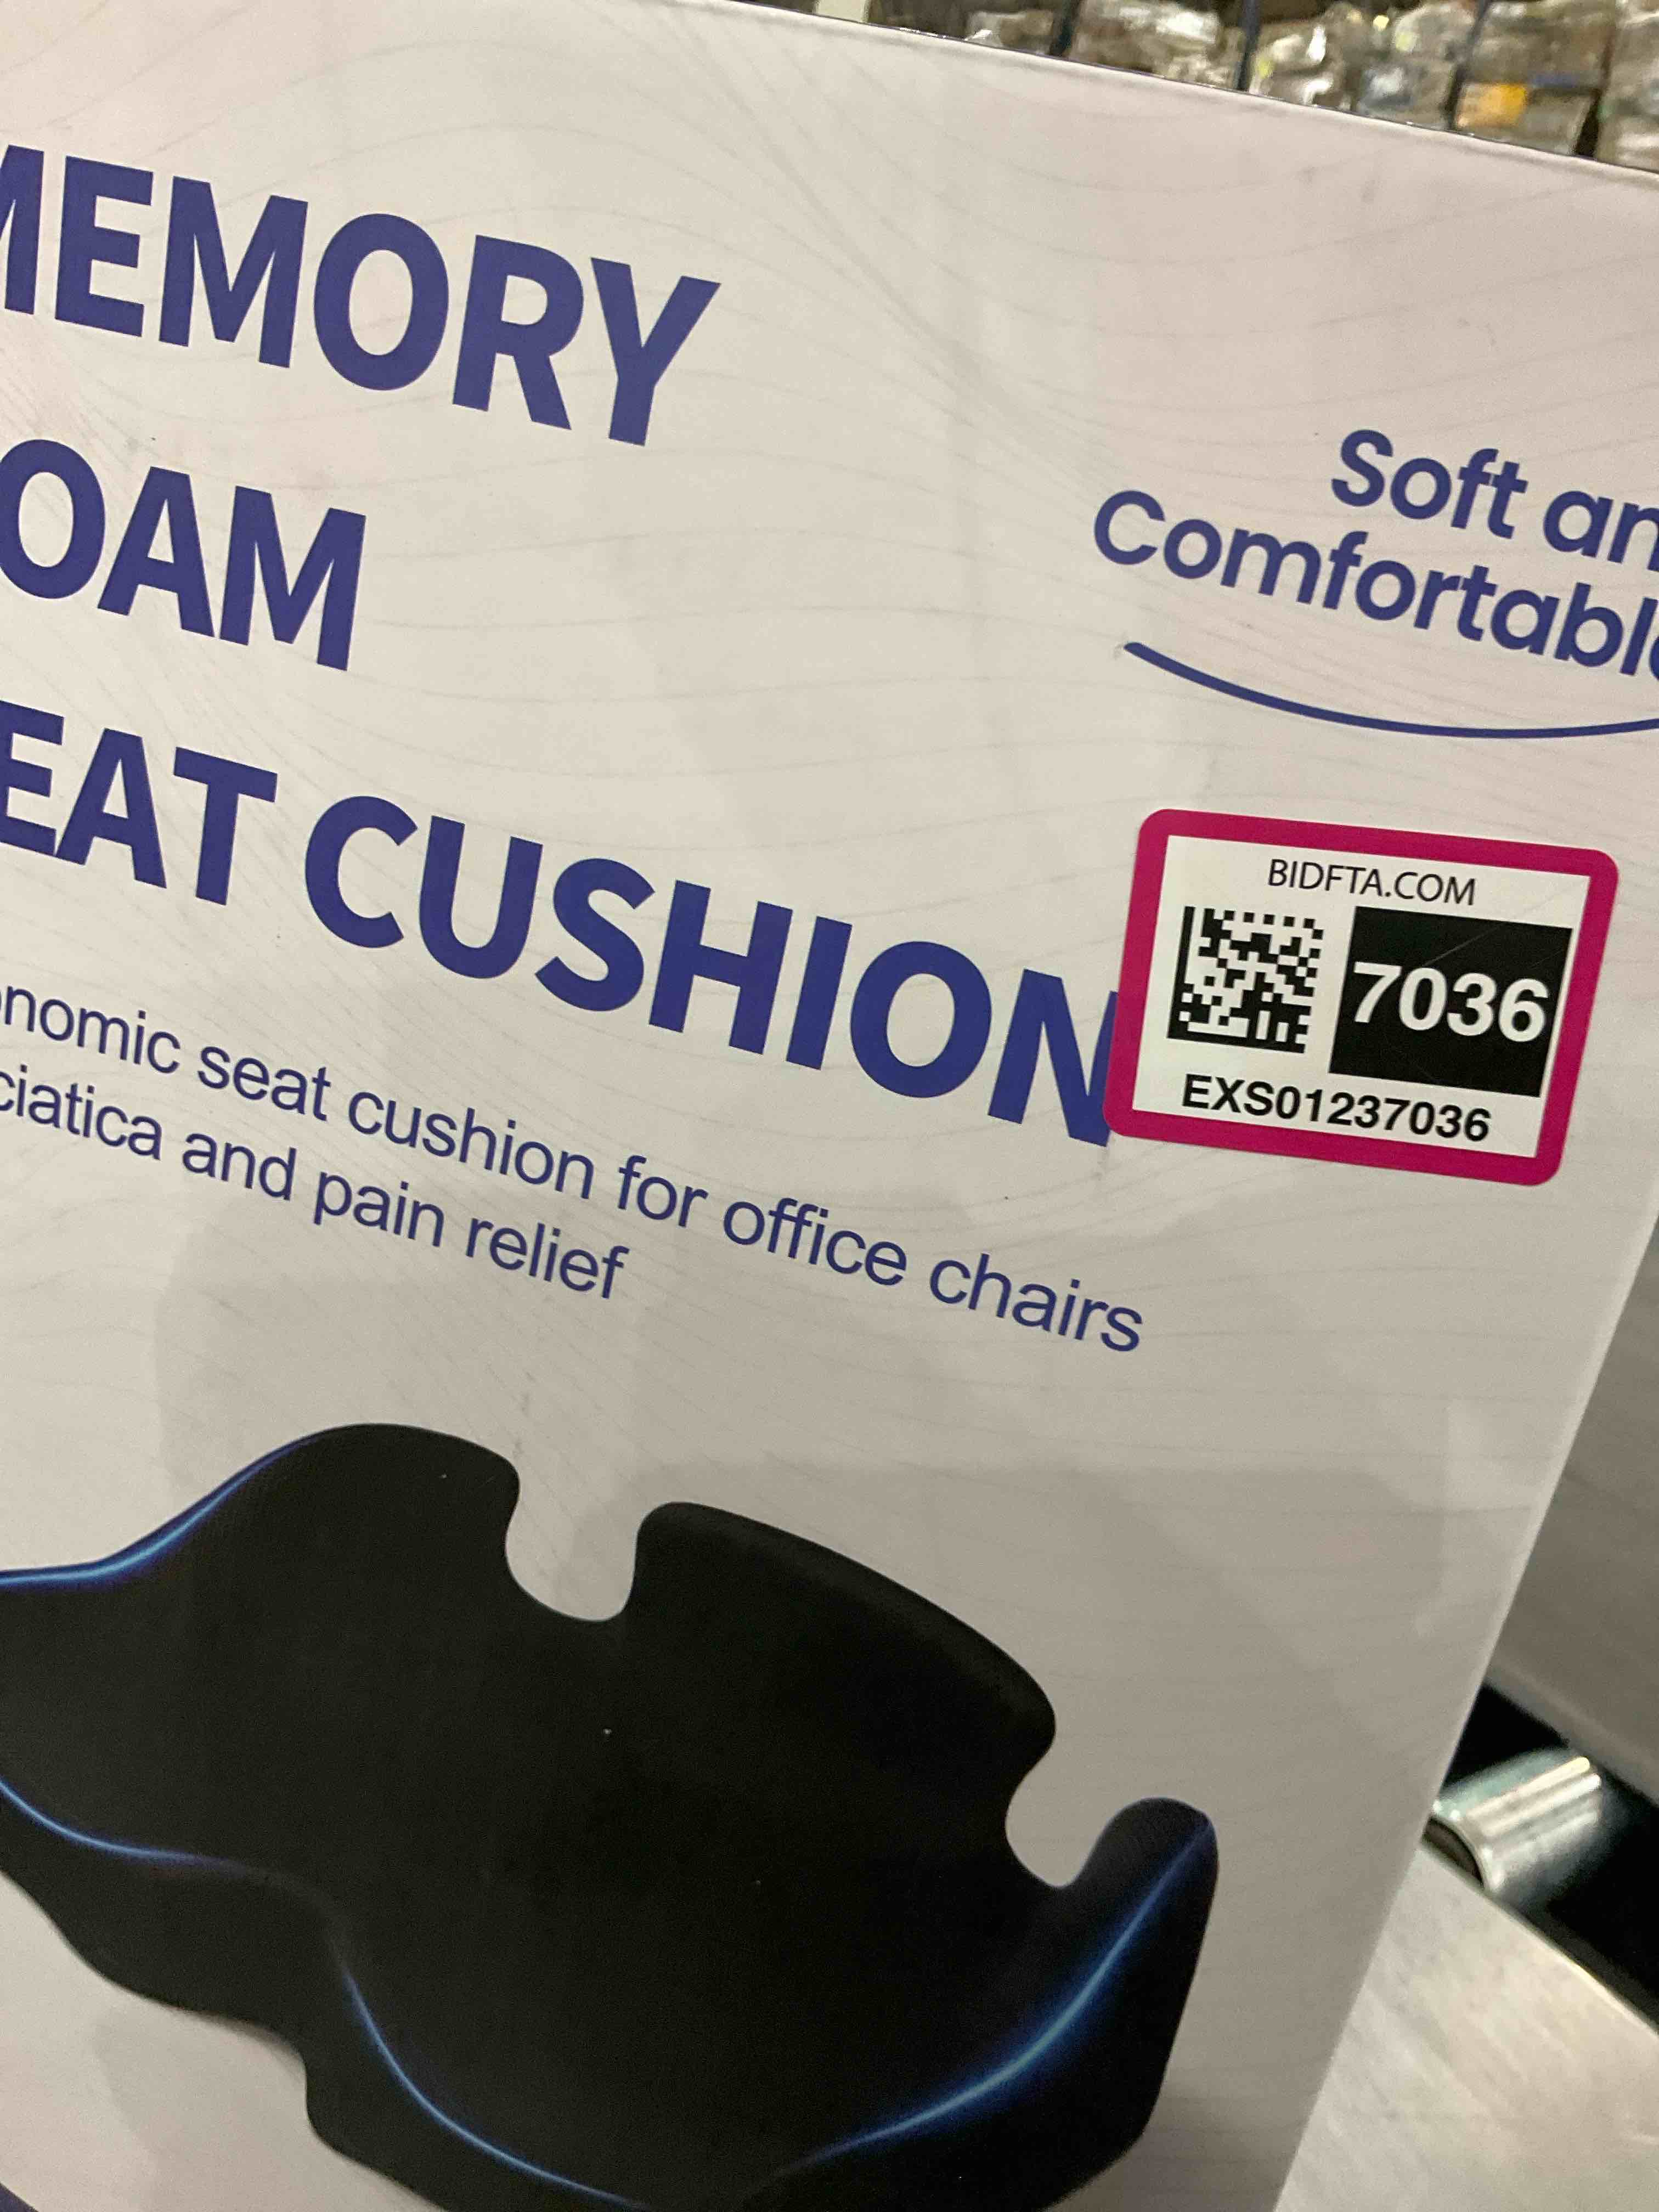 MEMORY
OAM
EAT CUSHION
Soft an
Comfortable
BIDFTA.COM
7036
EXS01237036
nomic seat cushion for office chairs
ciatica and pain relief